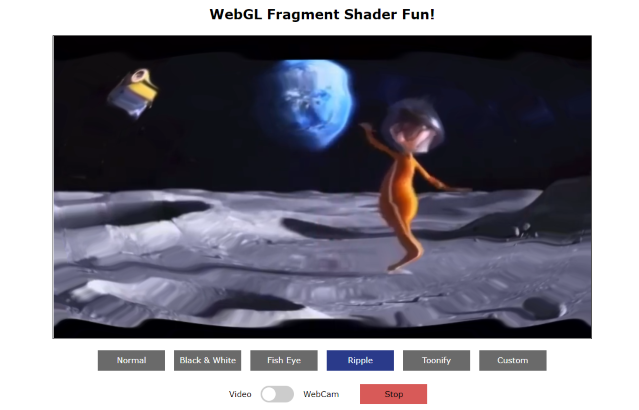 WebGL Fragment Shader Fun!
Normal Black & White Fish Eye Ripple Toonify Custom
Video WebCam Stop